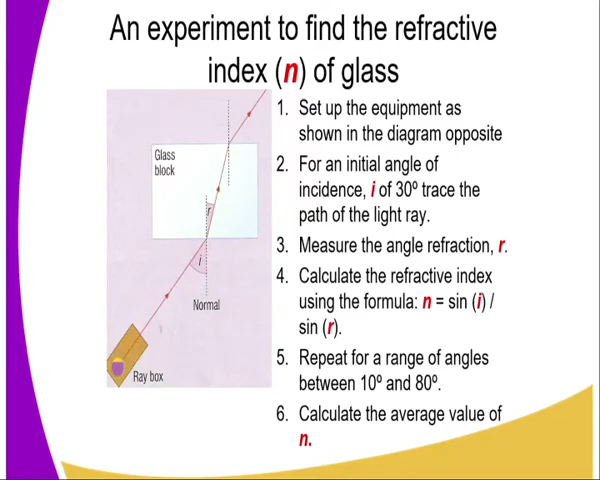 An experiment to find the refractive
index (n) of glass
Glass
block
r
i
Normal
Ray box
1. Set up the equipment as
shown in the diagram opposite
2. For an initial angle of
incidence, i of 30º trace the
path of the light ray.
3. Measure the angle refraction, r.
4. Calculate the refractive index
using the formula: n = sin (i) /
sin (r).
5. Repeat for a range of angles
between 10º and 80º.
6. Calculate the average value of
n.